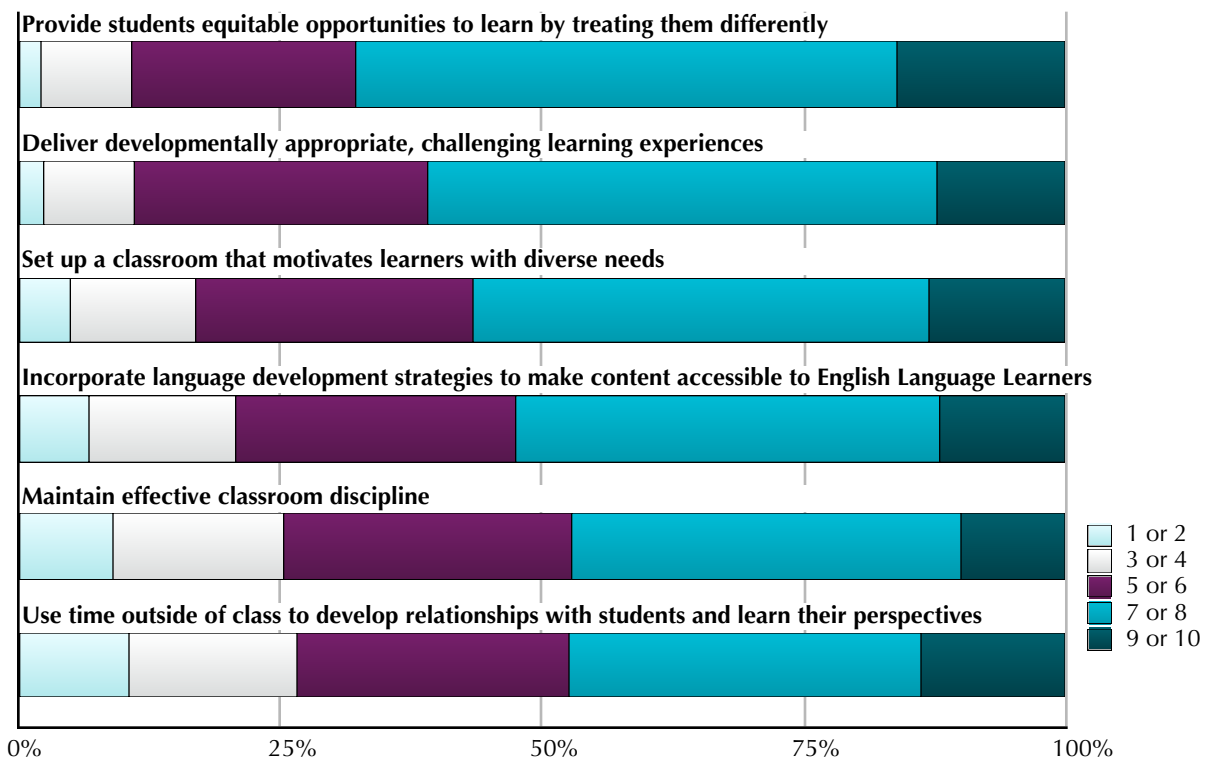 Provide students equitable opportunities to learn by treating them differently
Deliver developmentally appropriate, challenging learning experiences
Set up a classroom that motivates learners with diverse needs
Incorporate language development strategies to make content accessible to English Language Learners
Maintain effective classroom discipline
Use time outside of class to develop relationships with students and learn their perspectives
0% 25% 50% 75% 100%
1 or 2
3 or 4
5 or 6
7 or 8
9 or 10